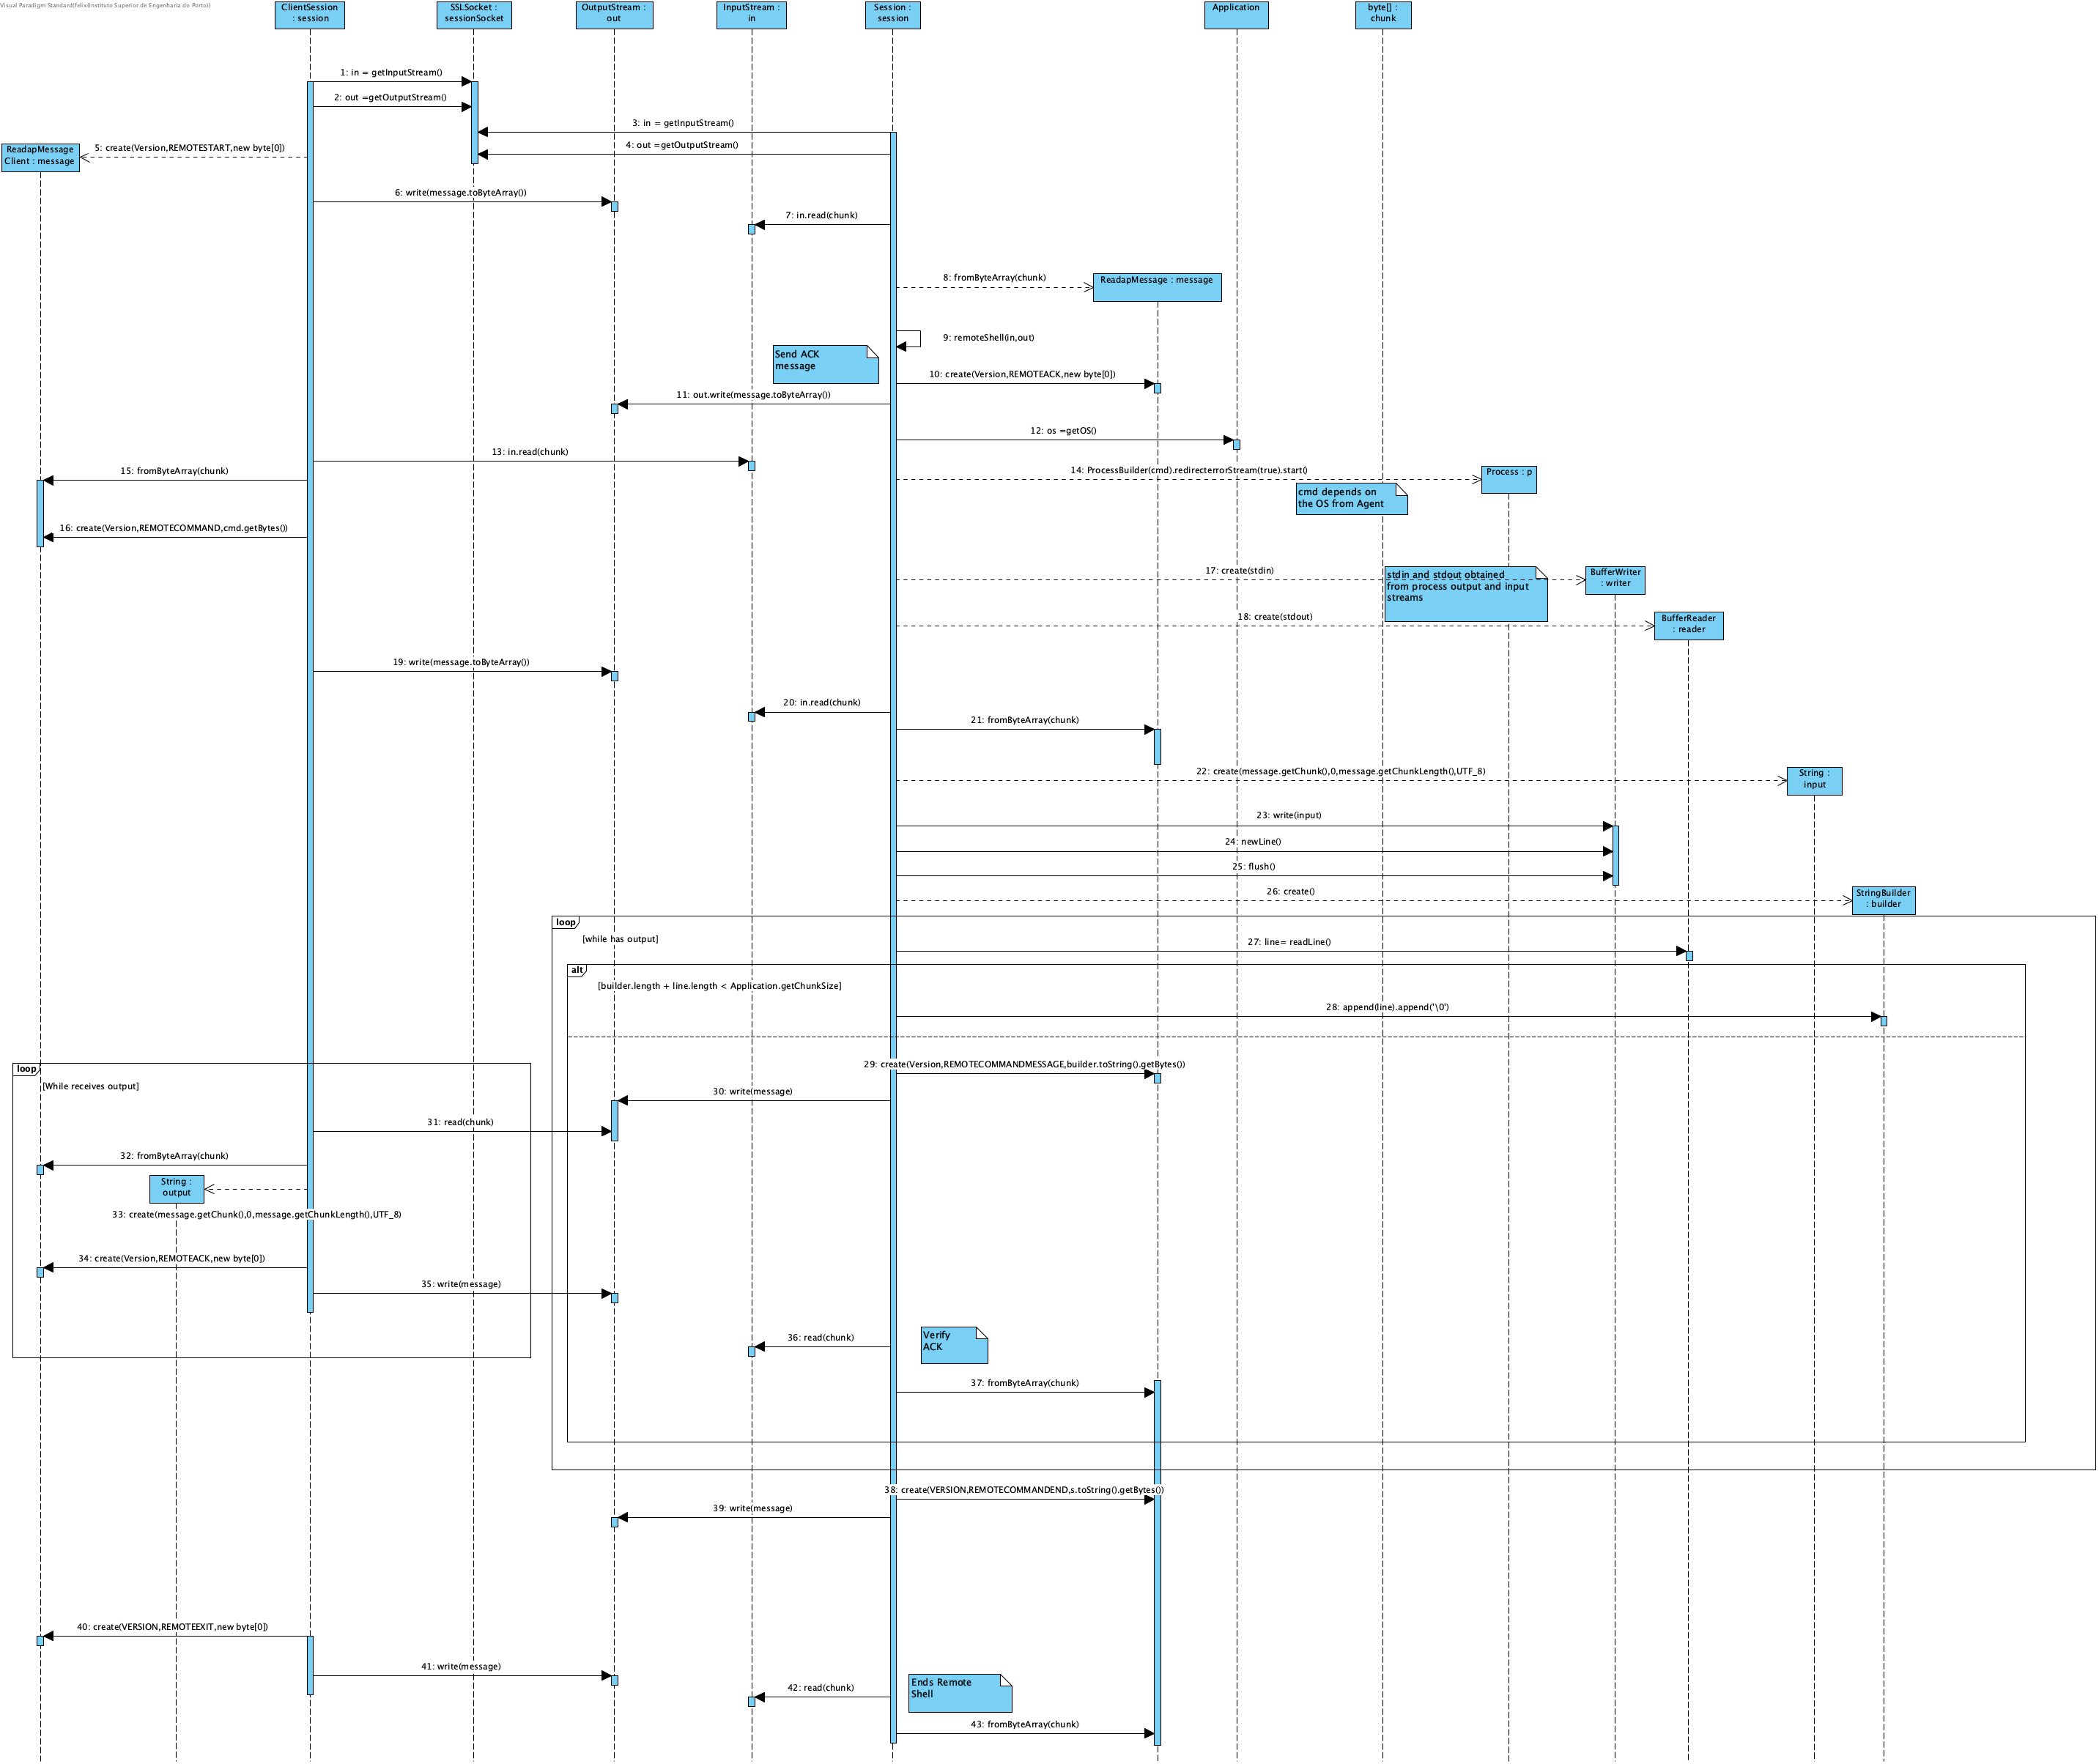 Visual Paradigm Standard(felix(Instituto Superior de Engenharia do Porto))
ClientSession
: session
SSLSocket :
sessionSocket
OutputStream :
out
InputStream :
in
Session :
session
Application
byte[] :
chunk
1: in = getInputStream()
2: out =getOutputStream()
3: in = getInputStream()
4: out =getOutputStream()
ReadapMessage
Client : message
5: create(Version,REMOTESTART,new byte[0])
6: write(message.toByteArray())
7: in.read(chunk)
8: fromByteArray(chunk)
ReadapMessage : message
9: remoteShell(in,out)
Send ACK
message
10: create(Version,REMOTEACK,new byte[0])
11: out.write(message.toByteArray())
12: os =getOS()
13: in.read(chunk)
15: fromByteArray(chunk)
14: ProcessBuilder(cmd).redirecterrorStream(true).start()
Process : p
cmd depends on
the OS from Agent
16: create(Version,REMOTECOMMAND,cmd.getBytes())
17: create(stdin)
stdin and stdout obtained
from process output and input
streams
BufferWriter
: writer
18: create(stdout)
BufferReader
: reader
19: write(message.toByteArray())
20: in.read(chunk)
21: fromByteArray(chunk)
22: create(message.getChunk(),0,message.getChunkLength(),UTF_8)
String :
input
23: write(input)
24: newLine()
25: flush()
26: create()
StringBuilder
: builder
loop
[while has output]
27: line= readLine()
alt
[builder.length + line.length < Application.getChunkSize]
28: append(line).append('\0')
loop
[While receives output]
29: create(Version,REMOTECOMMANDMESSAGE,builder.toString().getBytes())
30: write(message)
31: read(chunk)
32: fromByteArray(chunk)
String :
output
33: create(message.getChunk(),0,message.getChunkLength(),UTF_8)
34: create(Version,REMOTEACK,new byte[0])
35: write(message)
36: read(chunk)
Verify
ACK
37: fromByteArray(chunk)
38: create(VERSION,REMOTECOMMANDEND,s.toString().getBytes())
39: write(message)
40: create(VERSION,REMOTEEXIT,new byte[0])
41: write(message)
42: read(chunk)
Ends Remote
Shell
43: fromByteArray(chunk)